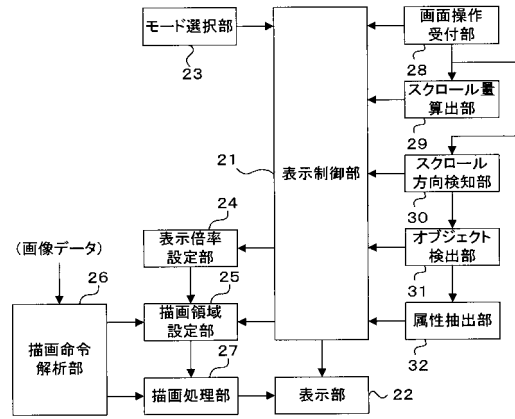 モード選択部
23
画面操作
受付部
28
スクロール量
算出部
29
21
表示制御部
スクロール
方向検知部
30
24
表示倍率
設定部
オブジェクト
検出部
31
(画像データ)
26
25
描画領域
設定部
属性抽出部
32
描画命令
解析部
27
描画処理部
表示部
22